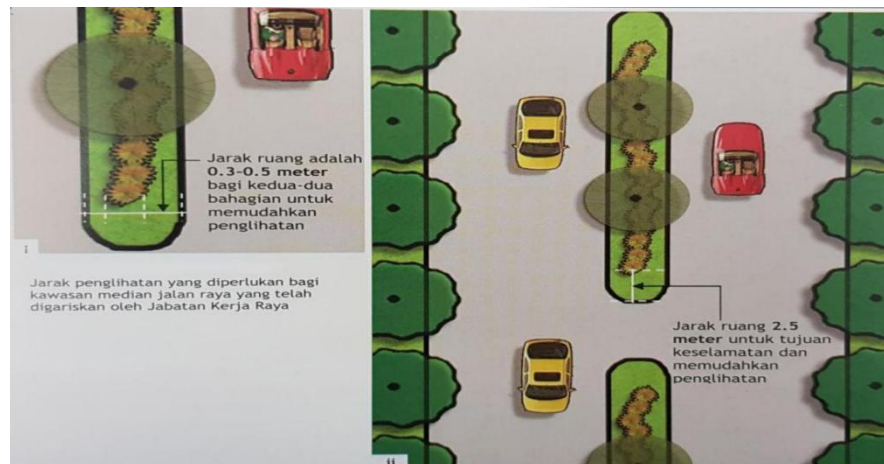 Jarak ruang adalah
0.3-0.5 meter
bagi kedua-dua
bahagian untuk
memudahkan
penglihatan
i
Jarak penglihatan yang diperlukan bagi
kawasan median jalan raya yang telah
digariskan oleh Jabatan Kerja Raya
Jarak ruang 2.5
meter untuk tujuan
keselamatan dan
memudahkan
penglihatan
ii